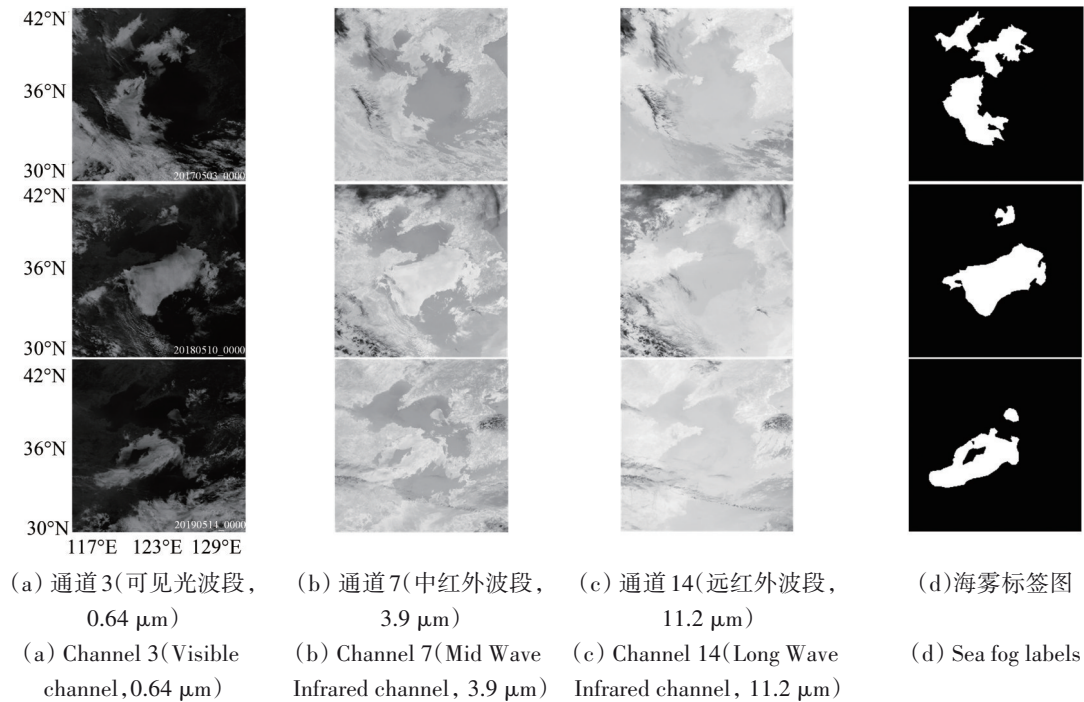 42°N
36°N
30°N
20170503_0000
42°N
36°N
30°N
20180510_0000
42°N
36°N
30°N
20190514_0000
117°E 123°E 129°E
(a) 通道3(可见光波段, 0.64 μm)
(a) Channel 3(Visible channel,0.64 μm)
(b) 通道7(中红外波段, 3.9 μm)
(b) Channel 7(Mid Wave Infrared channel, 3.9 μm)
(c) 通道14(远红外波段, 11.2 μm)
(c) Channel 14(Long Wave Infrared channel, 11.2 μm)
(d)海雾标签图
(d) Sea fog labels